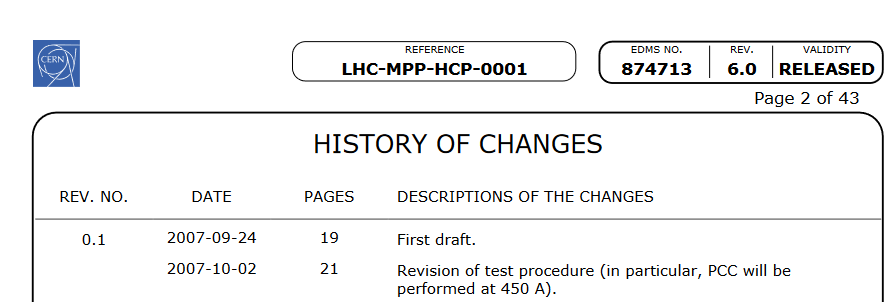 CERN
REFERENCE
LHC-MPP-HCP-0001
EDMS NO. REV. VALIDITY
874713 6.0 RELEASED
Page 2 of 43
HISTORY OF CHANGES
REV. NO. DATE PAGES DESCRIPTIONS OF THE CHANGES
0.1 2007-09-24 19 First draft.
2007-10-02 21 Revision of test procedure (in particular, PCC will be
performed at 450 A).